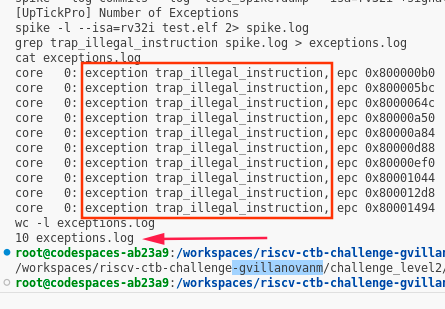 [UpTickPro] Number of Exceptions
spike -l --isa=rv32i test.elf 2> spike.log
grep trap_illegal_instruction spike.log > exceptions.log
cat exceptions.log
core   0: exception trap_illegal_instruction, epc 0x800000b0
core   0: exception trap_illegal_instruction, epc 0x800005bc
core   0: exception trap_illegal_instruction, epc 0x8000064c
core   0: exception trap_illegal_instruction, epc 0x80000a50
core   0: exception trap_illegal_instruction, epc 0x80000a84
core   0: exception trap_illegal_instruction, epc 0x80000d88
core   0: exception trap_illegal_instruction, epc 0x80000ef0
core   0: exception trap_illegal_instruction, epc 0x80001044
core   0: exception trap_illegal_instruction, epc 0x800012d8
core   0: exception trap_illegal_instruction, epc 0x80001494
wc -l exceptions.log
10 exceptions.log
root@codespaces-ab23a9:/workspaces/riscv-ctb-challenge-gvillan
/workspaces/riscv-ctb-challenge-gvillanovanm/challenge_level2/
root@codespaces-ab23a9:/workspaces/riscv-ctb-challenge-gvillan